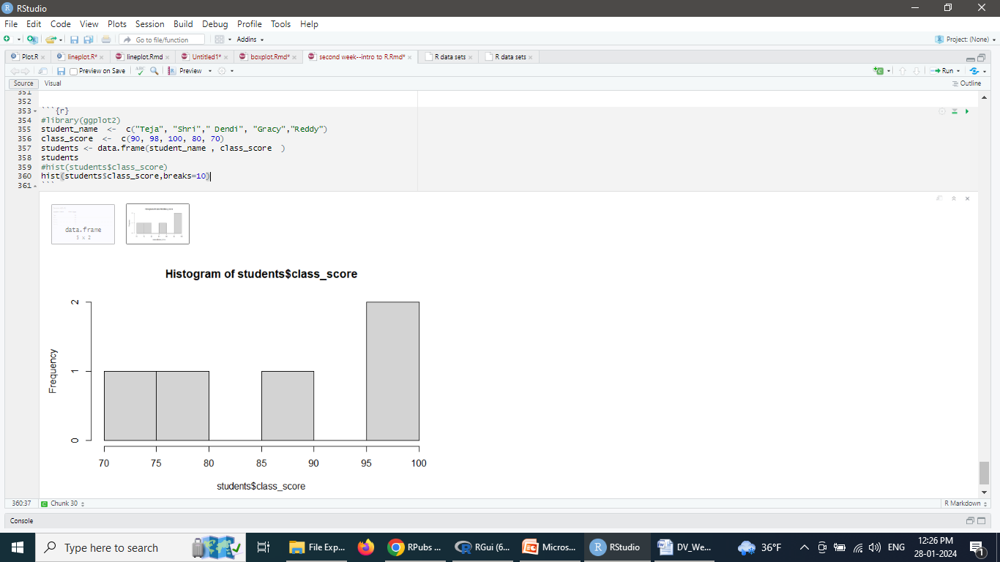 RStudio
File Edit Code View Plots Session Build Debug Profile Tools Help
Go to file/function Addins Project: (None)
Plot.R lineplot.R* lineplot.Rmd Untitled1* boxplot.Rmd* second week--intro to R.Rmd* R data sets R data sets
Preview on Save ABC Preview Run
Source Visual Outline
351
352
353 ```{r}
354 #library(ggplot2)
355 student_name <- c("Teja", "Shri"," Dendi", "Gracy","Reddy")
356 class_score <- c(90, 98, 100, 80, 70)
357 students <- data.frame(student_name , class_score )
358 students
359 #hist(students$class_score)
360 hist(students$class_score,breaks=10)
361 ```
data.frame
5 x 2
Histogram of students$class_score
Frequency
2
1
0
70 75 80 85 90 95 100
students$class_score
360:37 Chunk 30 R Markdown
Console
Type here to search File Exp... RPubs ... RGui (6... Micros... RStudio DV_We... 36°F ENG 12:26 PM
28-01-2024 1